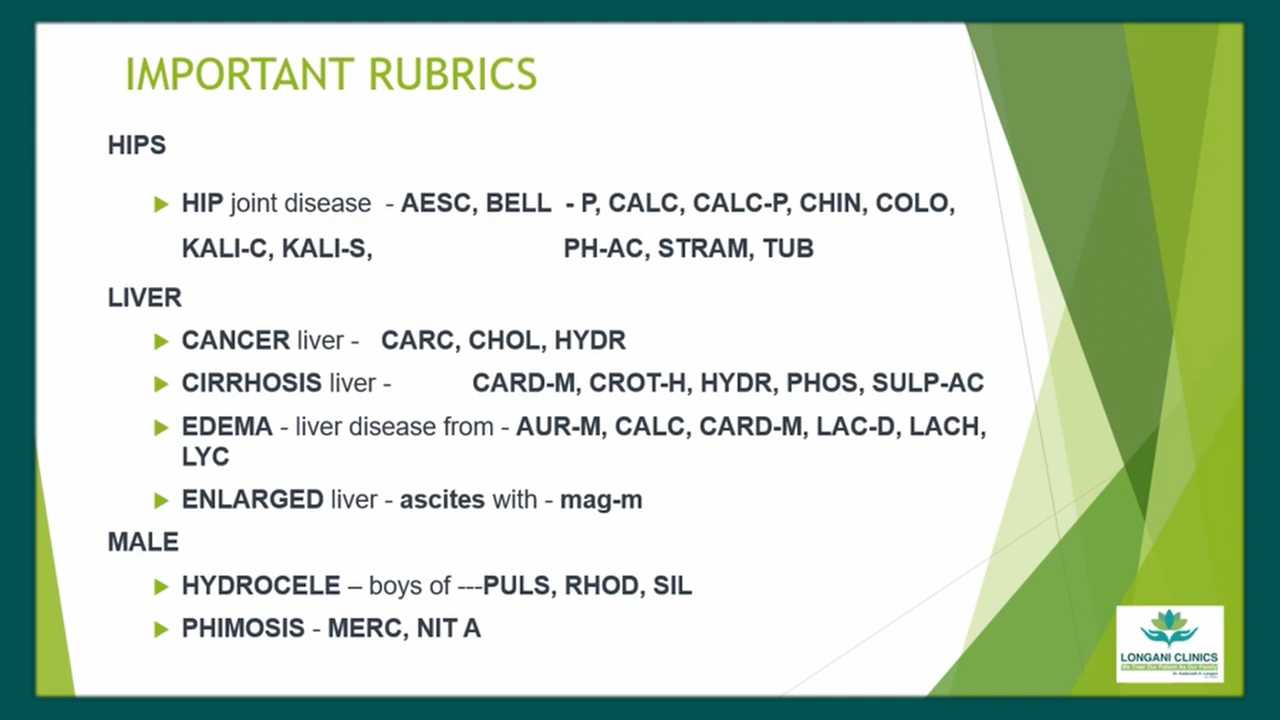 IMPORTANT RUBRICS
HIPS
HIP joint disease - AESC, BELL - P, CALC, CALC-P, CHIN, COLO,
KALI-C, KALI-S, PH-AC, STRAM, TUB
LIVER
CANCER liver - CARC, CHOL, HYDR
CIRRHOSIS liver - CARD-M, CROT-H, HYDR, PHOS, SULP-AC
EDEMA - liver disease from - AUR-M, CALC, CARD-M, LAC-D, LACH,
LYC
ENLARGED liver - ascites with - mag-m
MALE
HYDROCELE – boys of ---PULS, RHOD, SIL
PHIMOSIS - MERC, NIT A
LONGANI CLINICS
We Treat Our Patient As Our Family